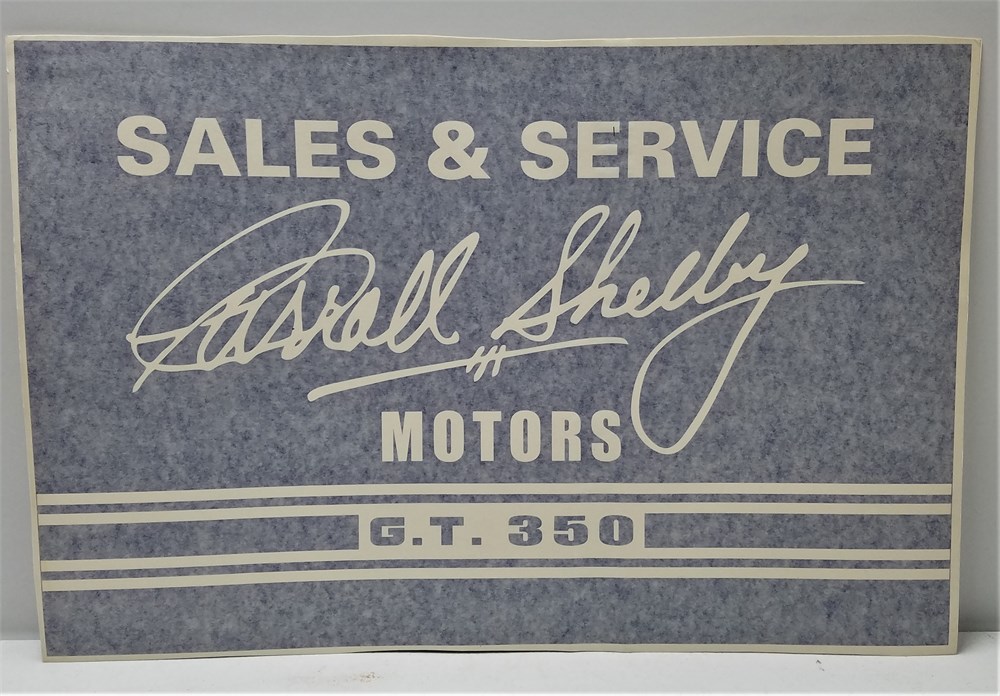 SALES & SERVICE
Carroll Shelby
MOTORS
G.T. 350